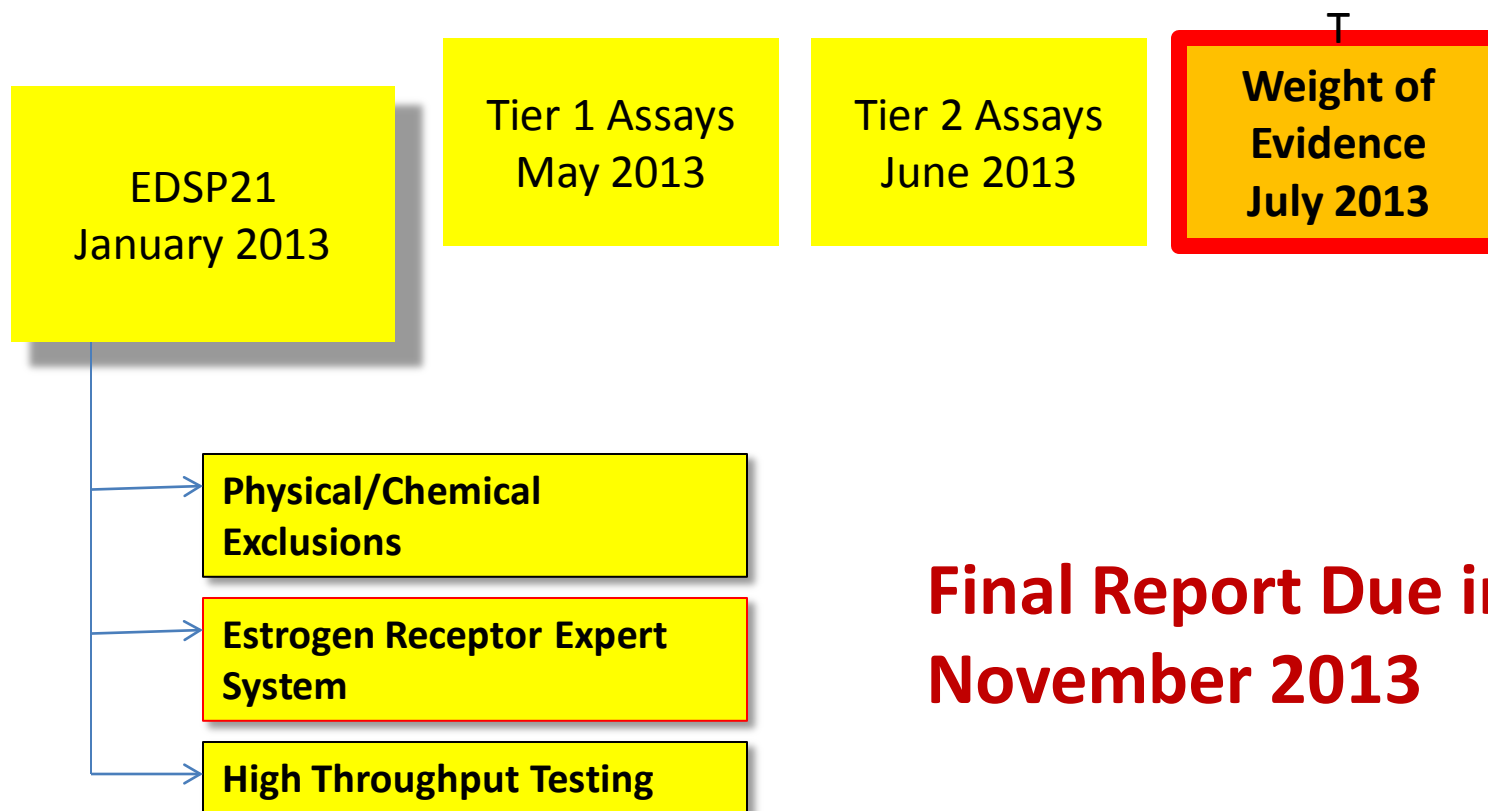 EDSP21
January 2013
Tier 1 Assays
May 2013
Tier 2 Assays
June 2013
T
Weight of
Evidence
July 2013
Physical/Chemical
Exclusions
Estrogen Receptor Expert
System
High Throughput Testing
Final Report Due in
November 2013